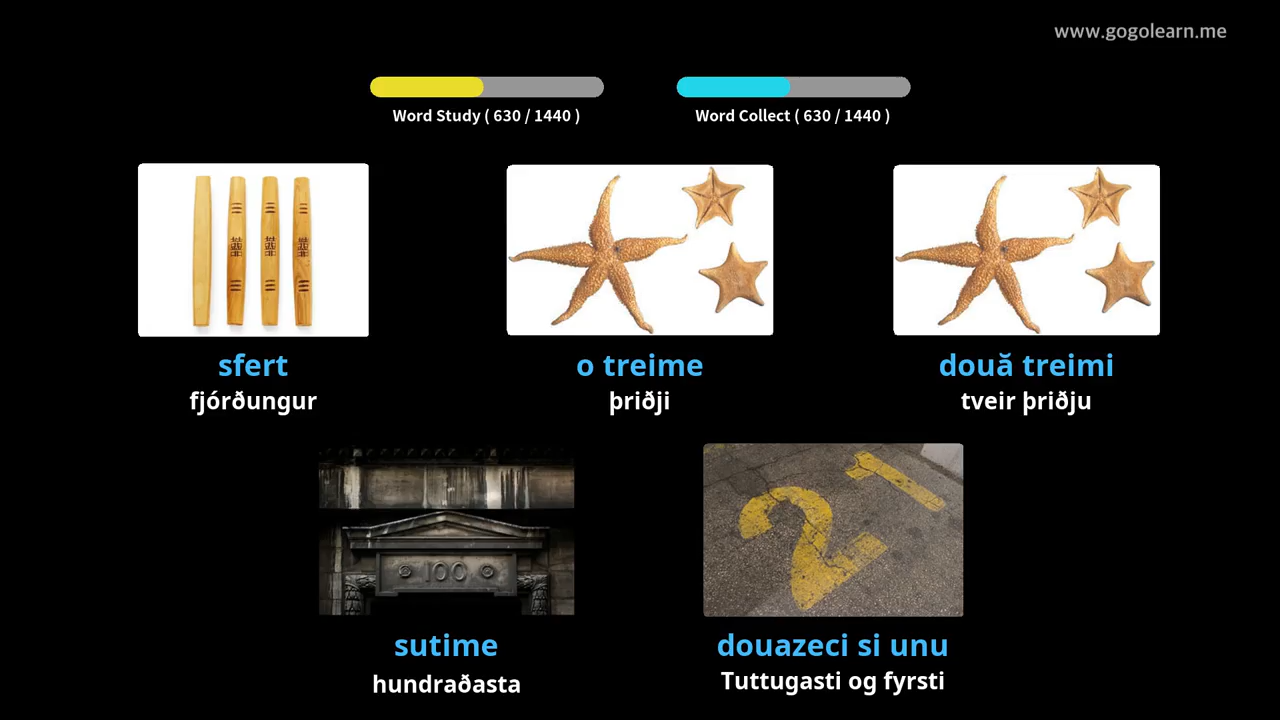 www.gogolearn.me
Word Study ( 630 / 1440 )
Word Collect ( 630 / 1440 )
sfert
fjórðungur
o treime
þriðji
două treimi
tveir þriðju
100
21
sutime
hundraðasta
douazeci si unu
Tuttugasti og fyrsti